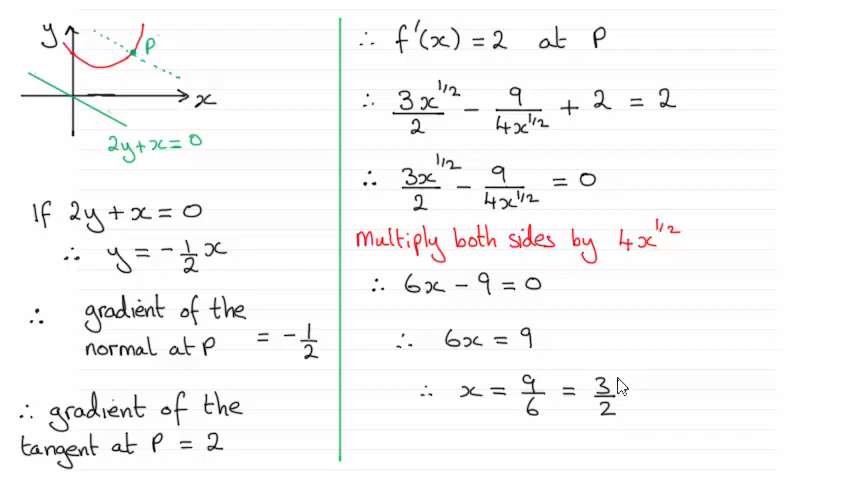 y
P
x
2y+x=0
If 2y+x=0
∴ y = -1/2 x
∴ gradient of the normal at P = -1/2
∴ gradient of the
tangent at P = 2
∴ f'(x) = 2 at P
∴ 3x^1/2/2 - 9/4x^1/2 + 2 = 2
∴ 3x^1/2/2 - 9/4x^1/2 = 0
Multiply both sides by 4x^1/2
∴ 6x - 9 = 0
∴ 6x = 9
∴ x = 9/6 = 3/2